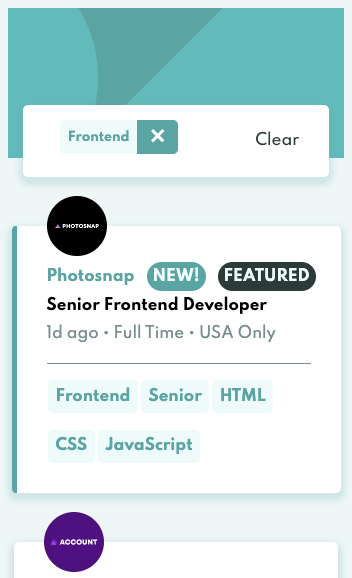 Frontend ✕ Clear
PHOTOSNAP
Photosnap NEW! FEATURED
Senior Frontend Developer
1d ago • Full Time • USA Only
Frontend Senior HTML
CSS JavaScript
ACCOUNT